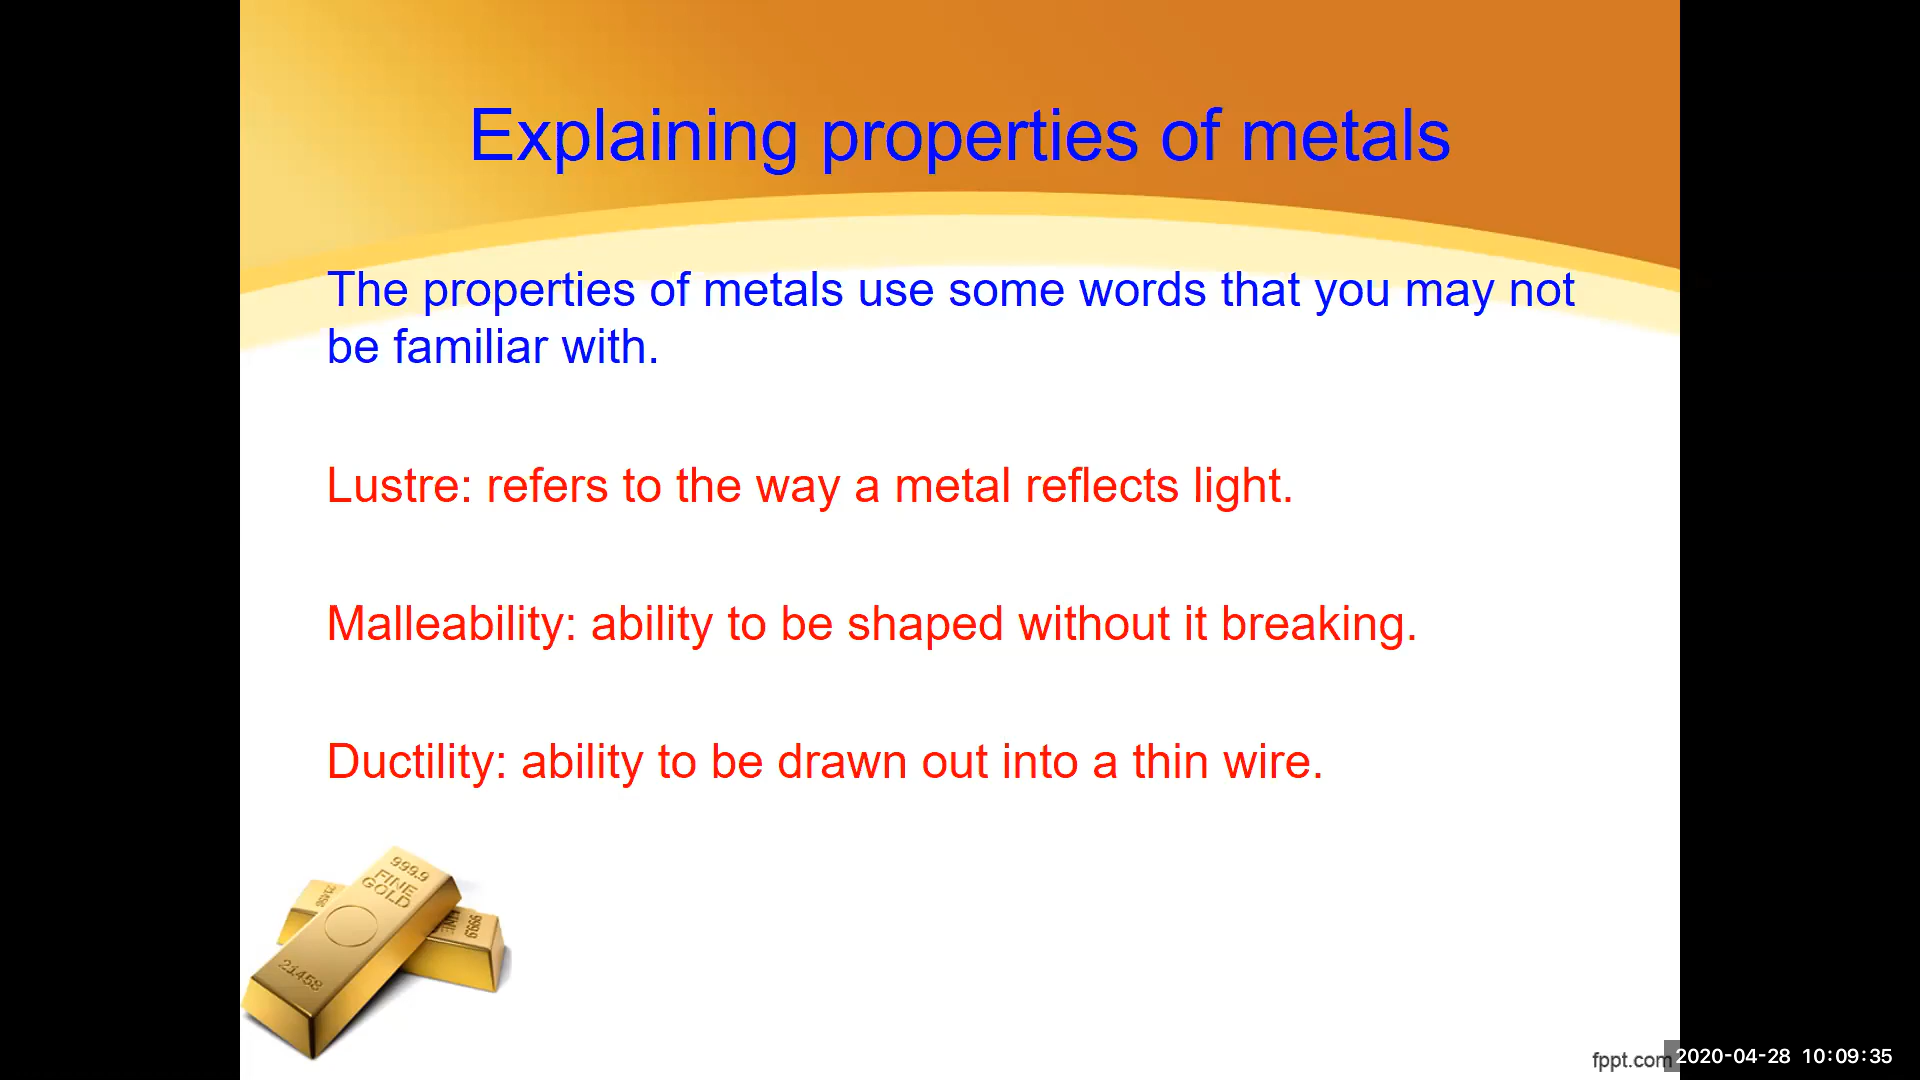 Explaining properties of metals
The properties of metals use some words that you may not
be familiar with.
Lustre: refers to the way a metal reflects light.
Malleability: ability to be shaped without it breaking.
Ductility: ability to be drawn out into a thin wire.
999.9
FINE
GOLD
21458
999.9
fppt.com
2020-04-28 10:09:35